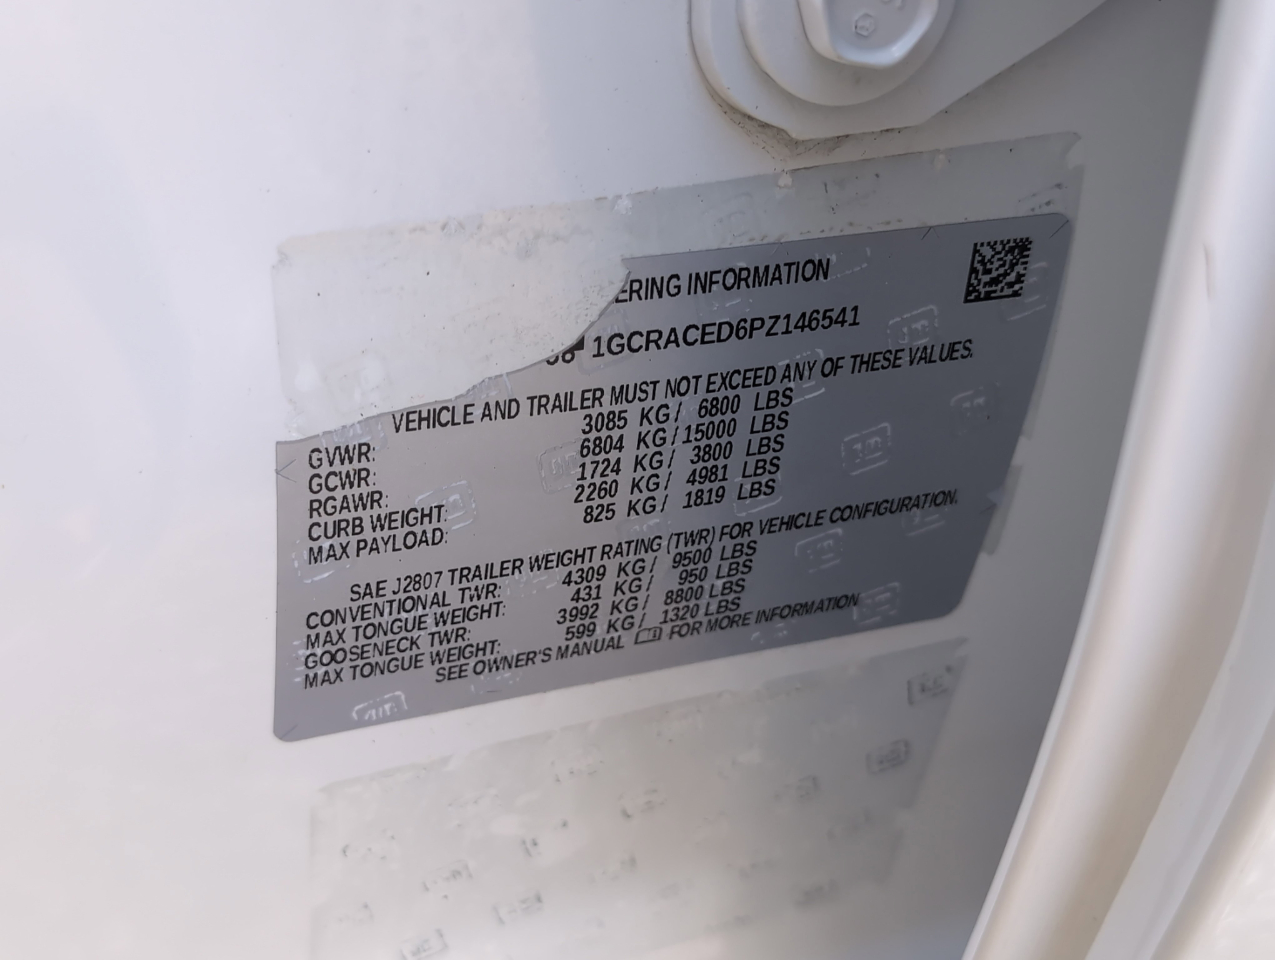 ERING INFORMATION
1GCRACED6PZ146541
VEHICLE AND TRAILER MUST NOT EXCEED ANY OF THESE VALUES.
GVWR: 3085 KG/ 6800 LBS
GCWR: 6804 KG/15000 LBS
RGAWR: 1724 KG/ 3800 LBS
CURB WEIGHT: 2260 KG/ 4981 LBS
MAX PAYLOAD: 825 KG/ 1819 LBS
SAE J2807 TRAILER WEIGHT RATING (TWR) FOR VEHICLE CONFIGURATION.
CONVENTIONAL TWR: 4309 KG/ 9500 LBS
MAX TONGUE WEIGHT: 431 KG/ 950 LBS
GOOSENECK TWR: 3992 KG/ 8800 LBS
MAX TONGUE WEIGHT: 599 KG/ 1320 LBS
SEE OWNER'S MANUAL FOR MORE INFORMATION